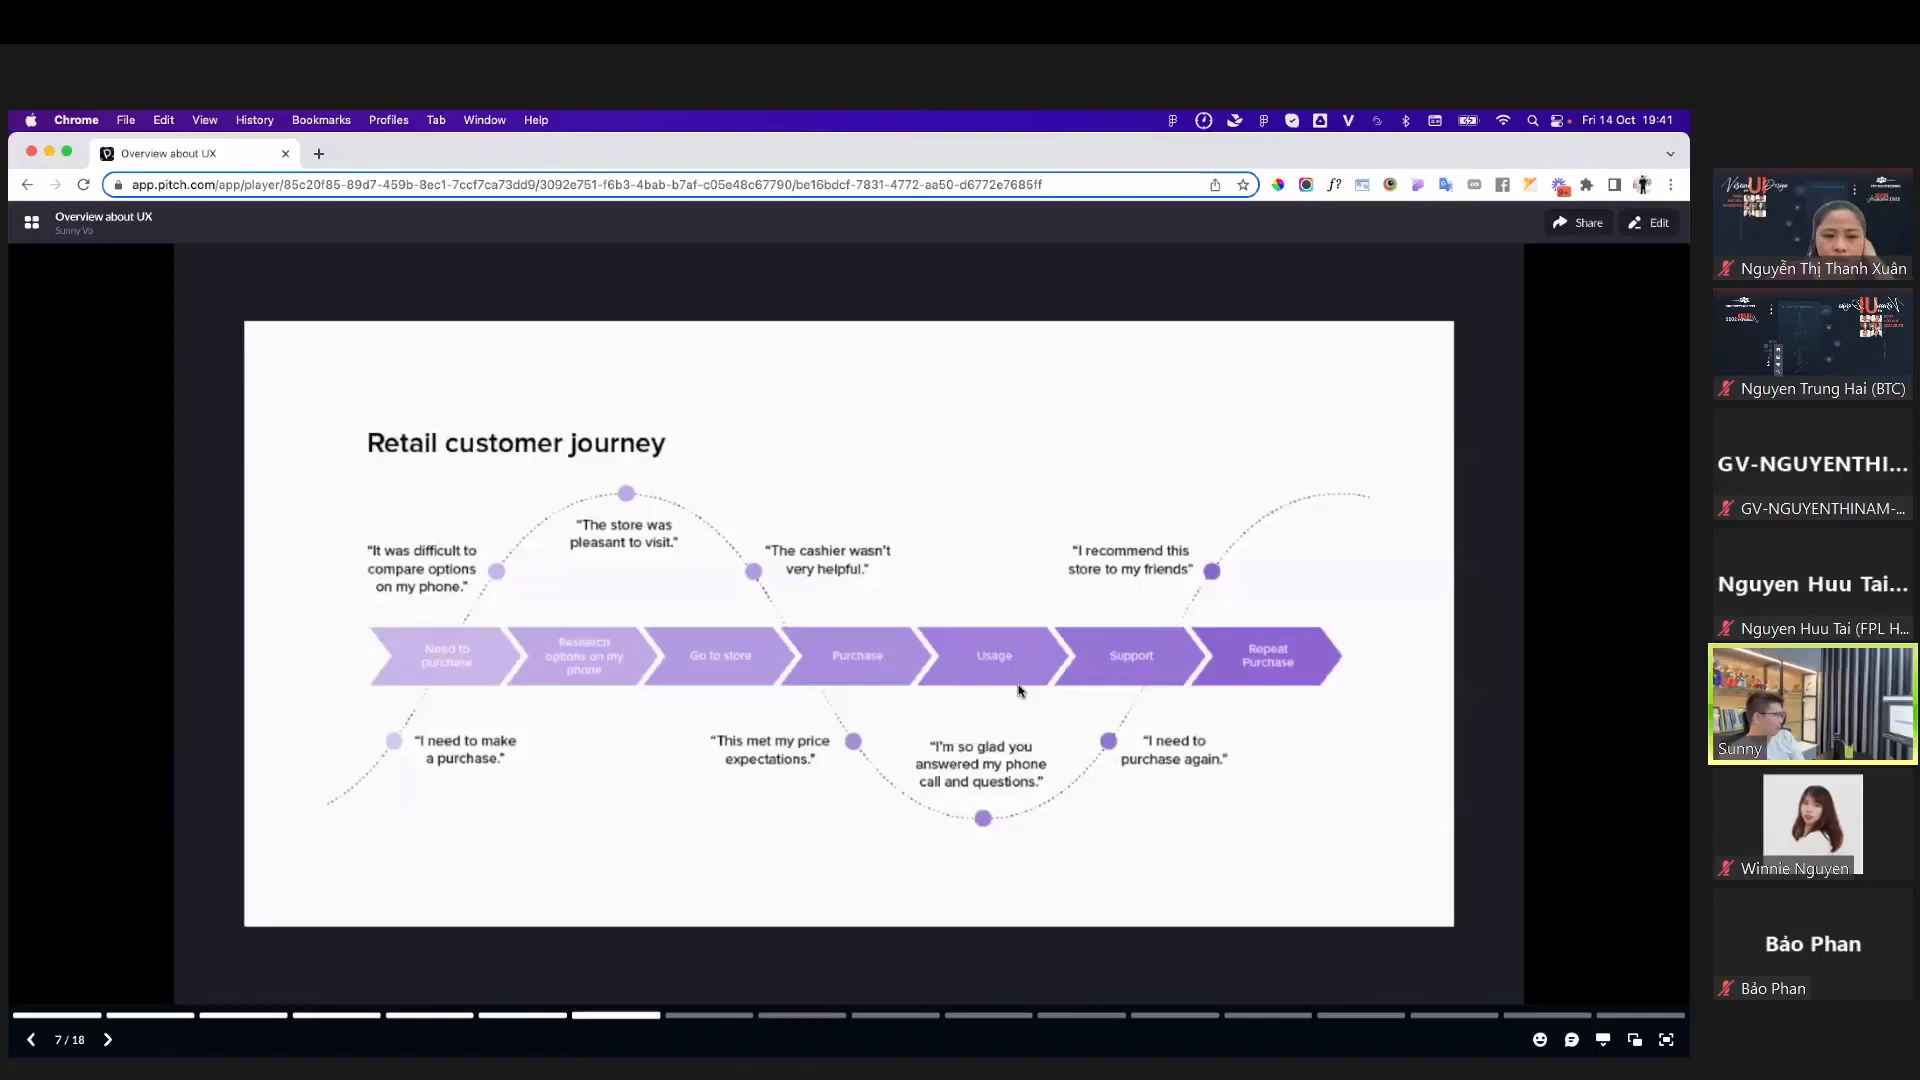 Chrome File Edit View History Bookmarks Profiles Tab Window Help
Fri 14 Oct 19:41
Overview about UX
app.pitch.com/app/player/85c20f85-89d7-459b-8ec1-7ccf7ca73dd9/3092e751-f6b3-4bab-b7af-c05e48c67790/be16bdcf-7831-4772-aa50-d6772e7685ff
Overview about UX
Sunny Vo
Share
Edit
Retail customer journey
“It was difficult to
compare options
on my phone.”
“The store was
pleasant to visit.”
“The cashier wasn’t
very helpful.”
“I recommend this
store to my friends”
Need to
purchase
Research
options on my
phone
Go to store
Purchase
Usage
Support
Repeat
Purchase
“I need to make
a purchase.”
“This met my price
expectations.”
“I’m so glad you
answered my phone
call and questions.”
“I need to
purchase again.”
7 / 18
Nguyễn Thị Thanh Xuân
Nguyen Trung Hai (BTC)
GV-NGUYENTHI...
GV-NGUYENTHINAM-...
Nguyen Huu Tai...
Nguyen Huu Tai (FPL H...
Sunny
Winnie Nguyen
Bảo Phan
Bảo Phan